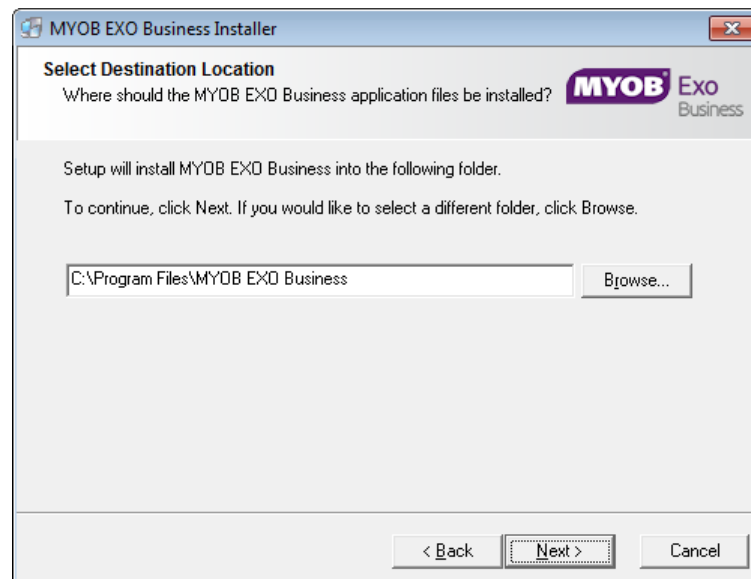 MYOB EXO Business Installer
Select Destination Location
Where should the MYOB EXO Business application files be installed?
MYOB Exo
Business
Setup will install MYOB EXO Business into the following folder.
To continue, click Next. If you would like to select a different folder, click Browse.
C:\Program Files\MYOB EXO Business
Browse...
< Back
Next >
Cancel